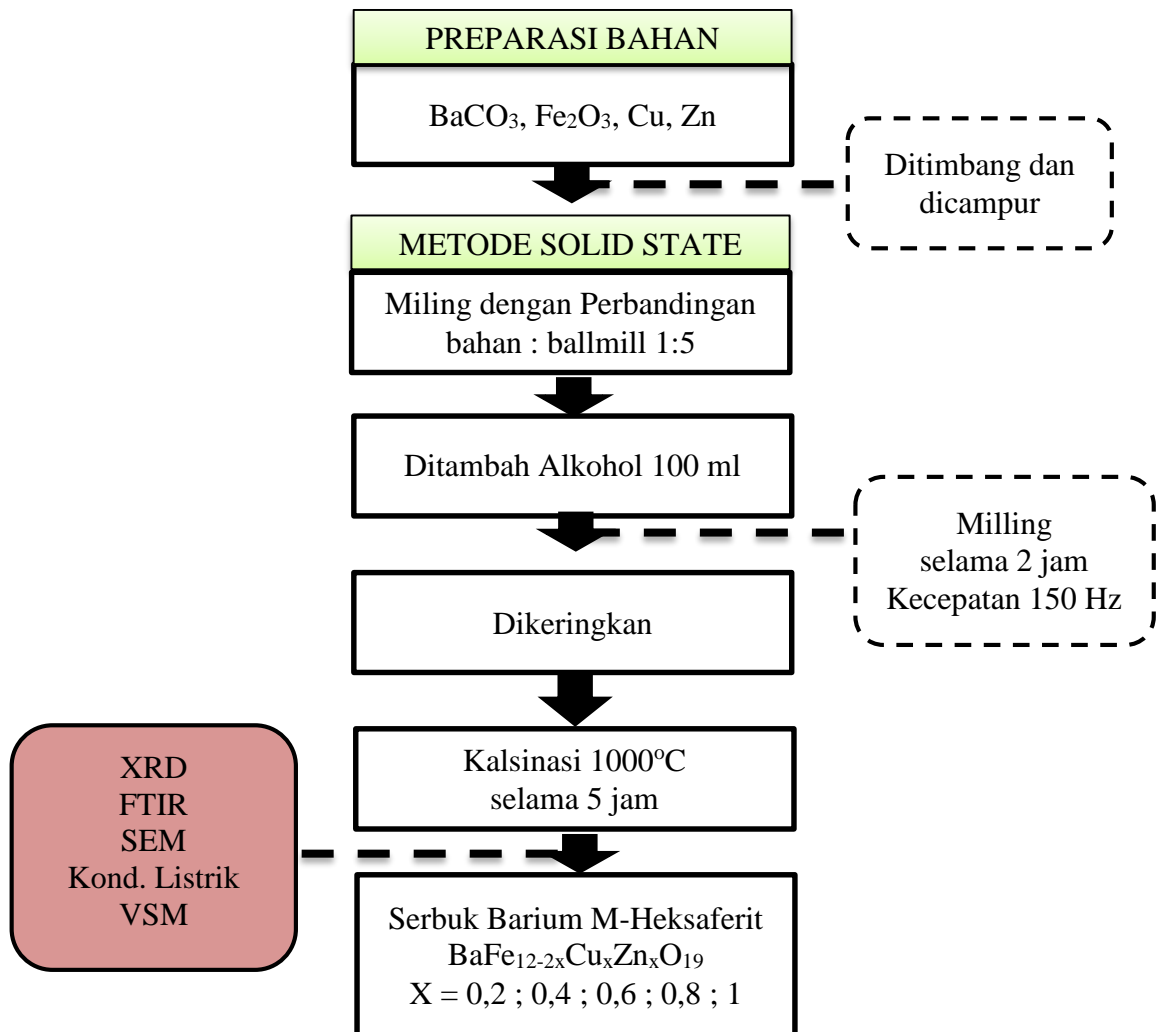 PREPARASI BAHAN
BaCO₃, Fe₂O₃, Cu, Zn
Ditimbang dan
dicampur
METODE SOLID STATE
Miling dengan Perbandingan
bahan : ballmill 1:5
Ditambah Alkohol 100 ml
Milling
selama 2 jam
Kecepatan 150 Hz
Dikeringkan
Kalsinasi 1000°C
selama 5 jam
XRD
FTIR
SEM
Kond. Listrik
VSM
Serbuk Barium M-Heksaferit
BaFe₁₂₋₂ₓCuₓZnₓO₁₉
X = 0,2 ; 0,4 ; 0,6 ; 0,8 ; 1